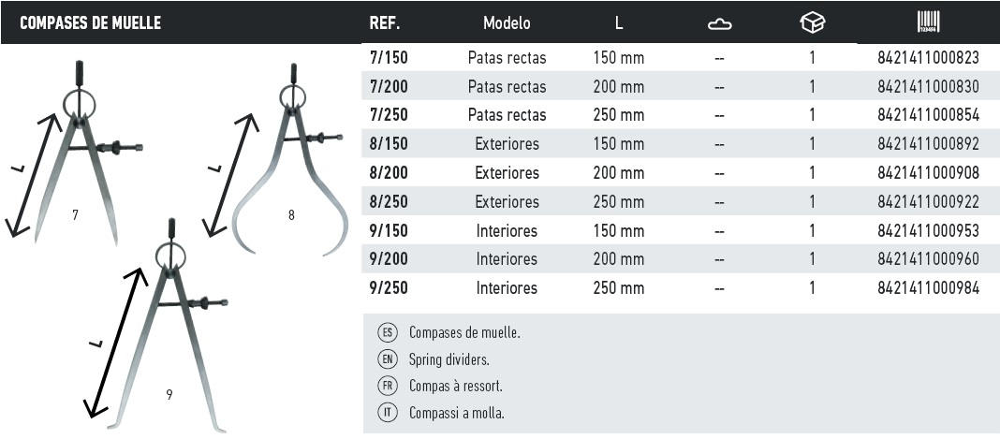 COMPASES DE MUELLE REF. Modelo L 123456
7/150 Patas rectas 150 mm -- 1 8421411000823
7/200 Patas rectas 200 mm -- 1 8421411000830
7/250 Patas rectas 250 mm -- 1 8421411000854
8/150 Exteriores 150 mm -- 1 8421411000892
8/200 Exteriores 200 mm -- 1 8421411000908
8/250 Exteriores 250 mm -- 1 8421411000922
9/150 Interiores 150 mm -- 1 8421411000953
9/200 Interiores 200 mm -- 1 8421411000960
9/250 Interiores 250 mm -- 1 8421411000984
L
7
L
8
L
9
ES Compases de muelle.
EN Spring dividers.
FR Compas à ressort.
IT Compassi a molla.